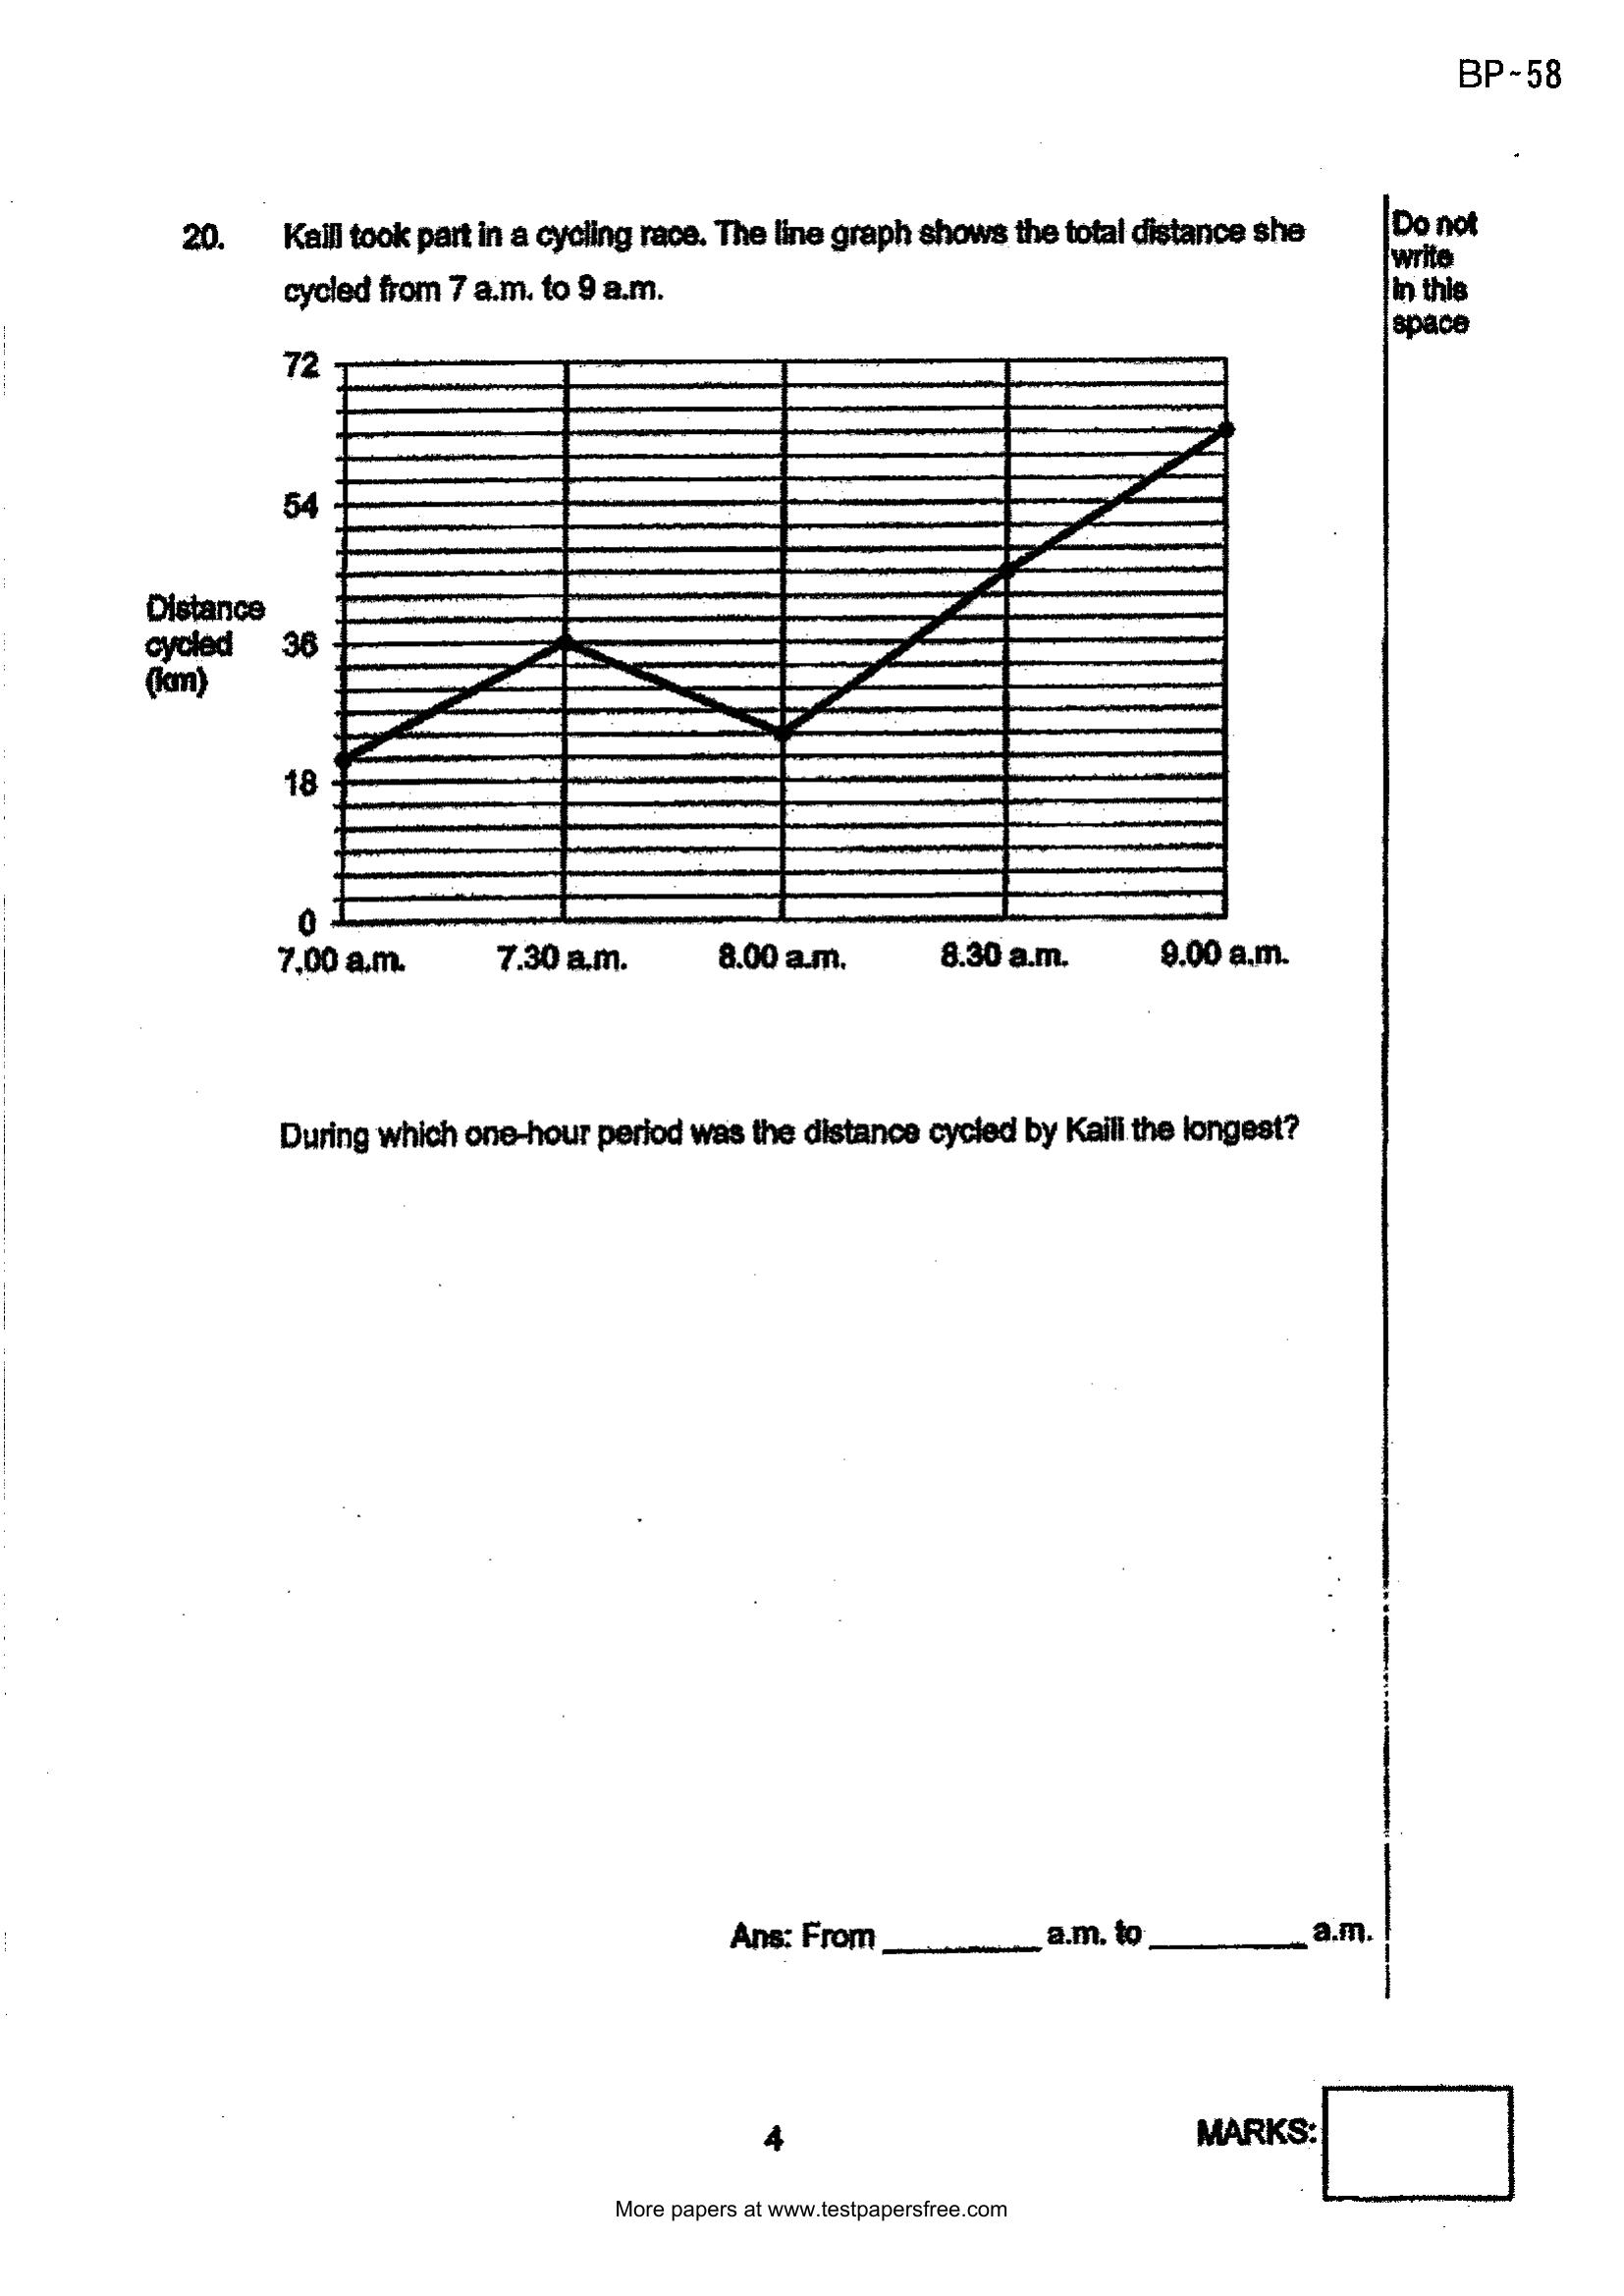 BP-58
20. Kaili took part in a cycling race. The line graph shows the total distance she
cycled from 7 a.m. to 9 a.m.
Do not
write
in this
space
72
54
Distance
cycled
(km)
36
18
0
7.00 a.m. 7.30 a.m. 8.00 a.m. 8.30 a.m. 9.00 a.m.
During which one-hour period was the distance cycled by Kaili the longest?
Ans: From ________ a.m. to ________ a.m.
4
MARKS:
More papers at www.testpapersfree.com